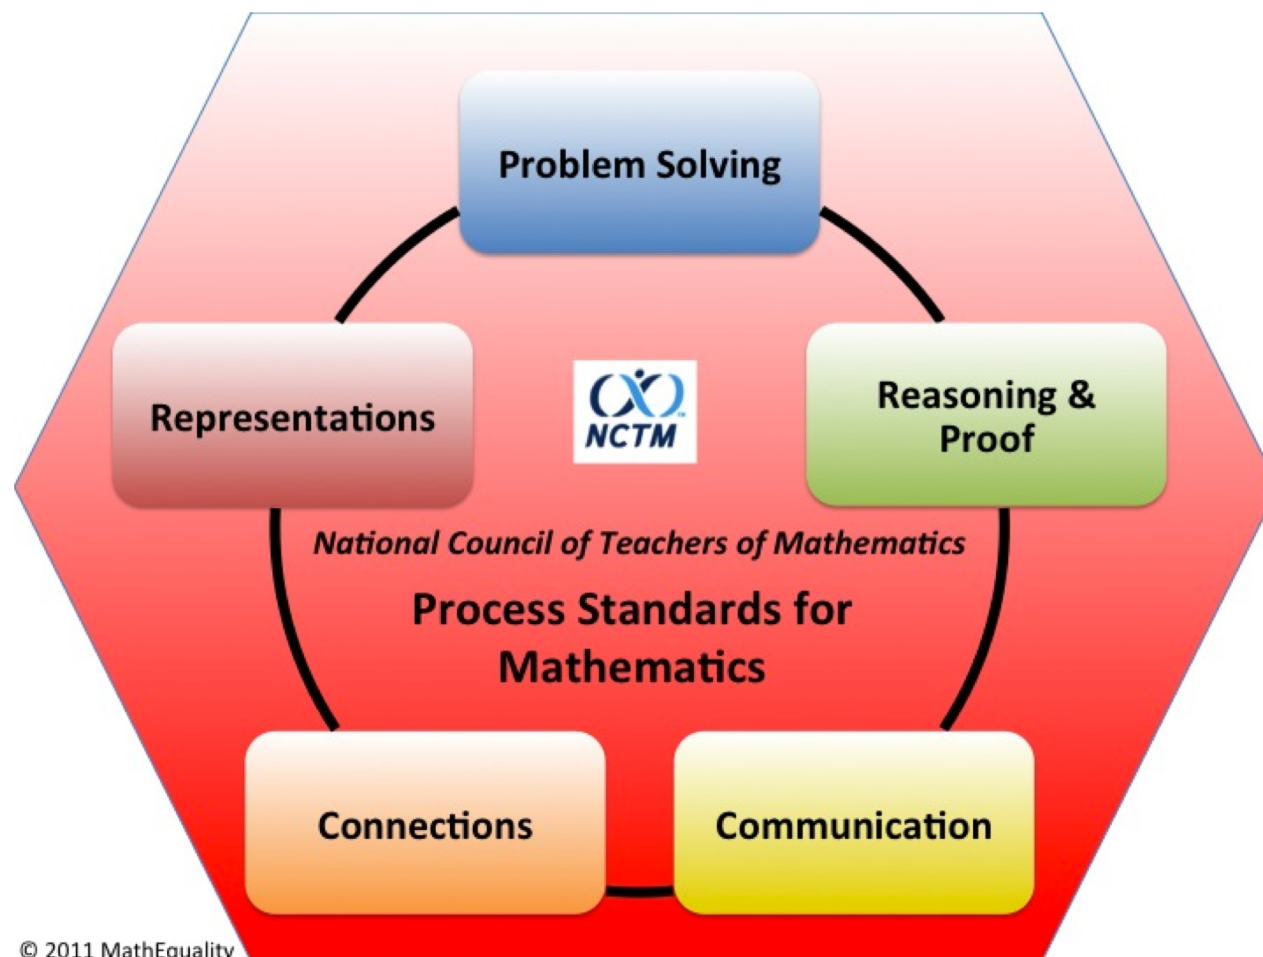 Problem Solving
Representations
Reasoning &
Proof
NCTM
TM
National Council of Teachers of Mathematics
Process Standards for
Mathematics
Connections
Communication
© 2011 MathEquality